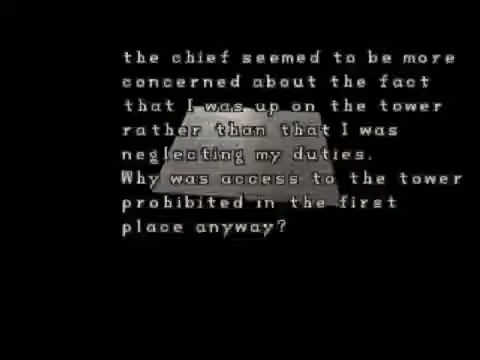 the chief seemed to be more
concerned about the fact
that I was up on the tower
rather than that I was
neglecting my duties.
Why was access to the tower
prohibited in the first
place anyway?